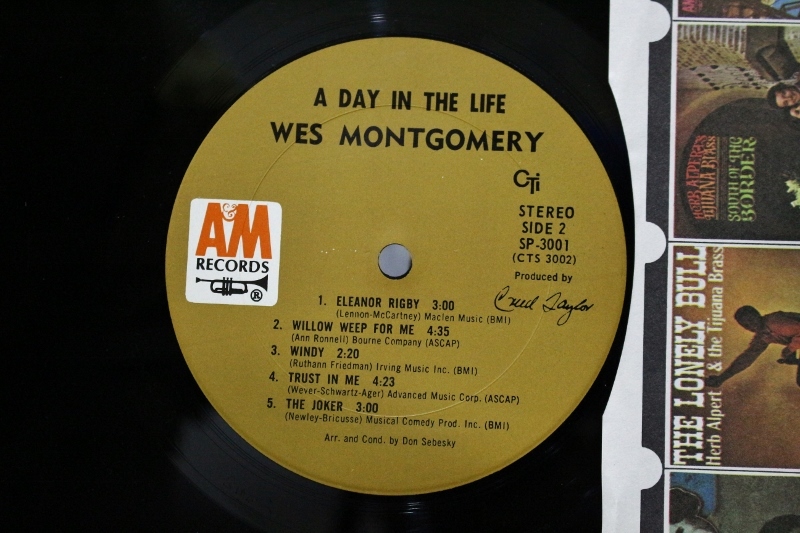 A DAY IN THE LIFE
WES MONTGOMERY
CTi
STEREO
SIDE 2
SP-3001
(CTS 3002)
Produced by
Creed Taylor
A&M
RECORDS
®
1. ELEANOR RIGBY 3:00
(Lennon-McCartney) Maclen Music (BMI)
2. WILLOW WEEP FOR ME 4:35
(Ann Ronnell) Bourne Company (ASCAP)
3. WINDY 2:20
(Ruthann Friedman) Irving Music Inc. (BMI)
4. TRUST IN ME 4:23
(Wever-Schwartz-Ager) Advanced Music Corp. (ASCAP)
5. THE JOKER 3:00
(Newley-Bricusse) Musical Comedy Prod. Inc. (BMI)
Arr. and Cond. by Don Sebesky
HERB ALPERT'S
TIJUANA BRASS
SOUTH OF THE
BORDER
THE LONELY BULL
Herb Alpert & the Tijuana Brass